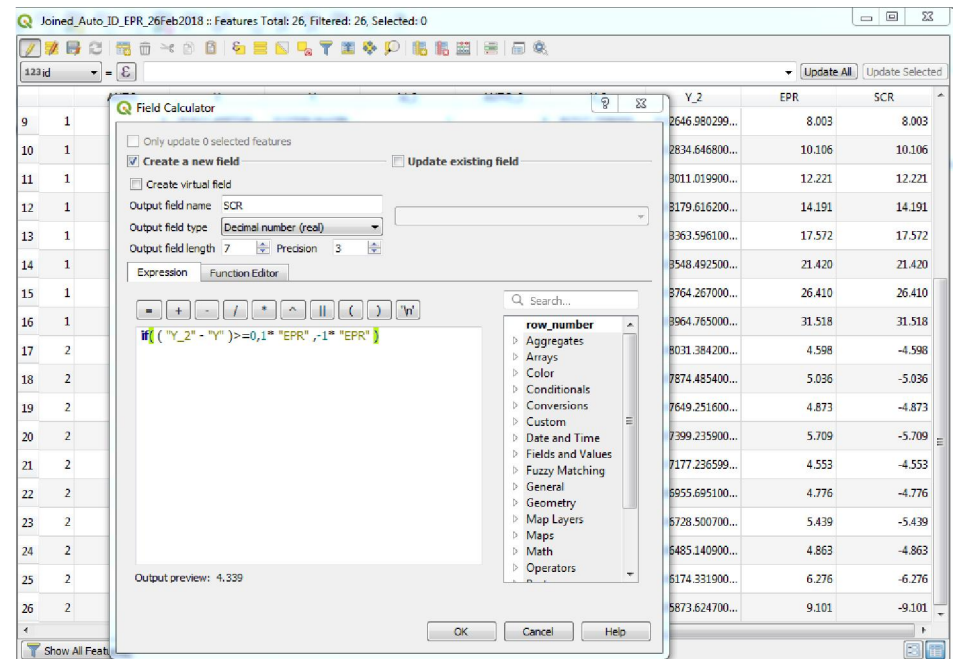 Joined_Auto_ID_EPR_26Feb2018 :: Features Total: 26, Filtered: 26, Selected: 0
123 id = ε Update All Update Selected
Y_2 EPR SCR
Field Calculator
Only update 0 selected features
Create a new field Update existing field
Create virtual field
Output field name SCR
Output field type Decimal number (real)
Output field length 7 Precision 3
Expression Function Editor
= + - / * ^ || ( ) '\n'
Search...
if( ( "Y_2" - "Y" )>=0,1* "EPR" ,-1* "EPR" )
row_number
Aggregates
Arrays
Color
Conditionals
Conversions
Custom
Date and Time
Fields and Values
Fuzzy Matching
General
Geometry
Map Layers
Maps
Math
Operators
Output preview: 4.339
OK Cancel Help
9 1 2646.980299... 8.003 8.003
10 1 2834.646800... 10.106 10.106
11 1 3011.019900... 12.221 12.221
12 1 3179.616200... 14.191 14.191
13 1 3363.596100... 17.572 17.572
14 1 3548.492500... 21.420 21.420
15 1 3764.267000... 26.410 26.410
16 1 3964.765000... 31.518 31.518
17 2 8031.384200... 4.598 -4.598
18 2 7874.485400... 5.036 -5.036
19 2 7649.251600... 4.873 -4.873
20 2 7399.235900... 5.709 -5.709
21 2 7177.236599... 4.553 -4.553
22 2 6955.695100... 4.776 -4.776
23 2 6728.500700... 5.439 -5.439
24 2 6485.140900... 4.863 -4.863
25 2 6174.331900... 6.276 -6.276
26 2 5873.624700... 9.101 -9.101
Show All Feat